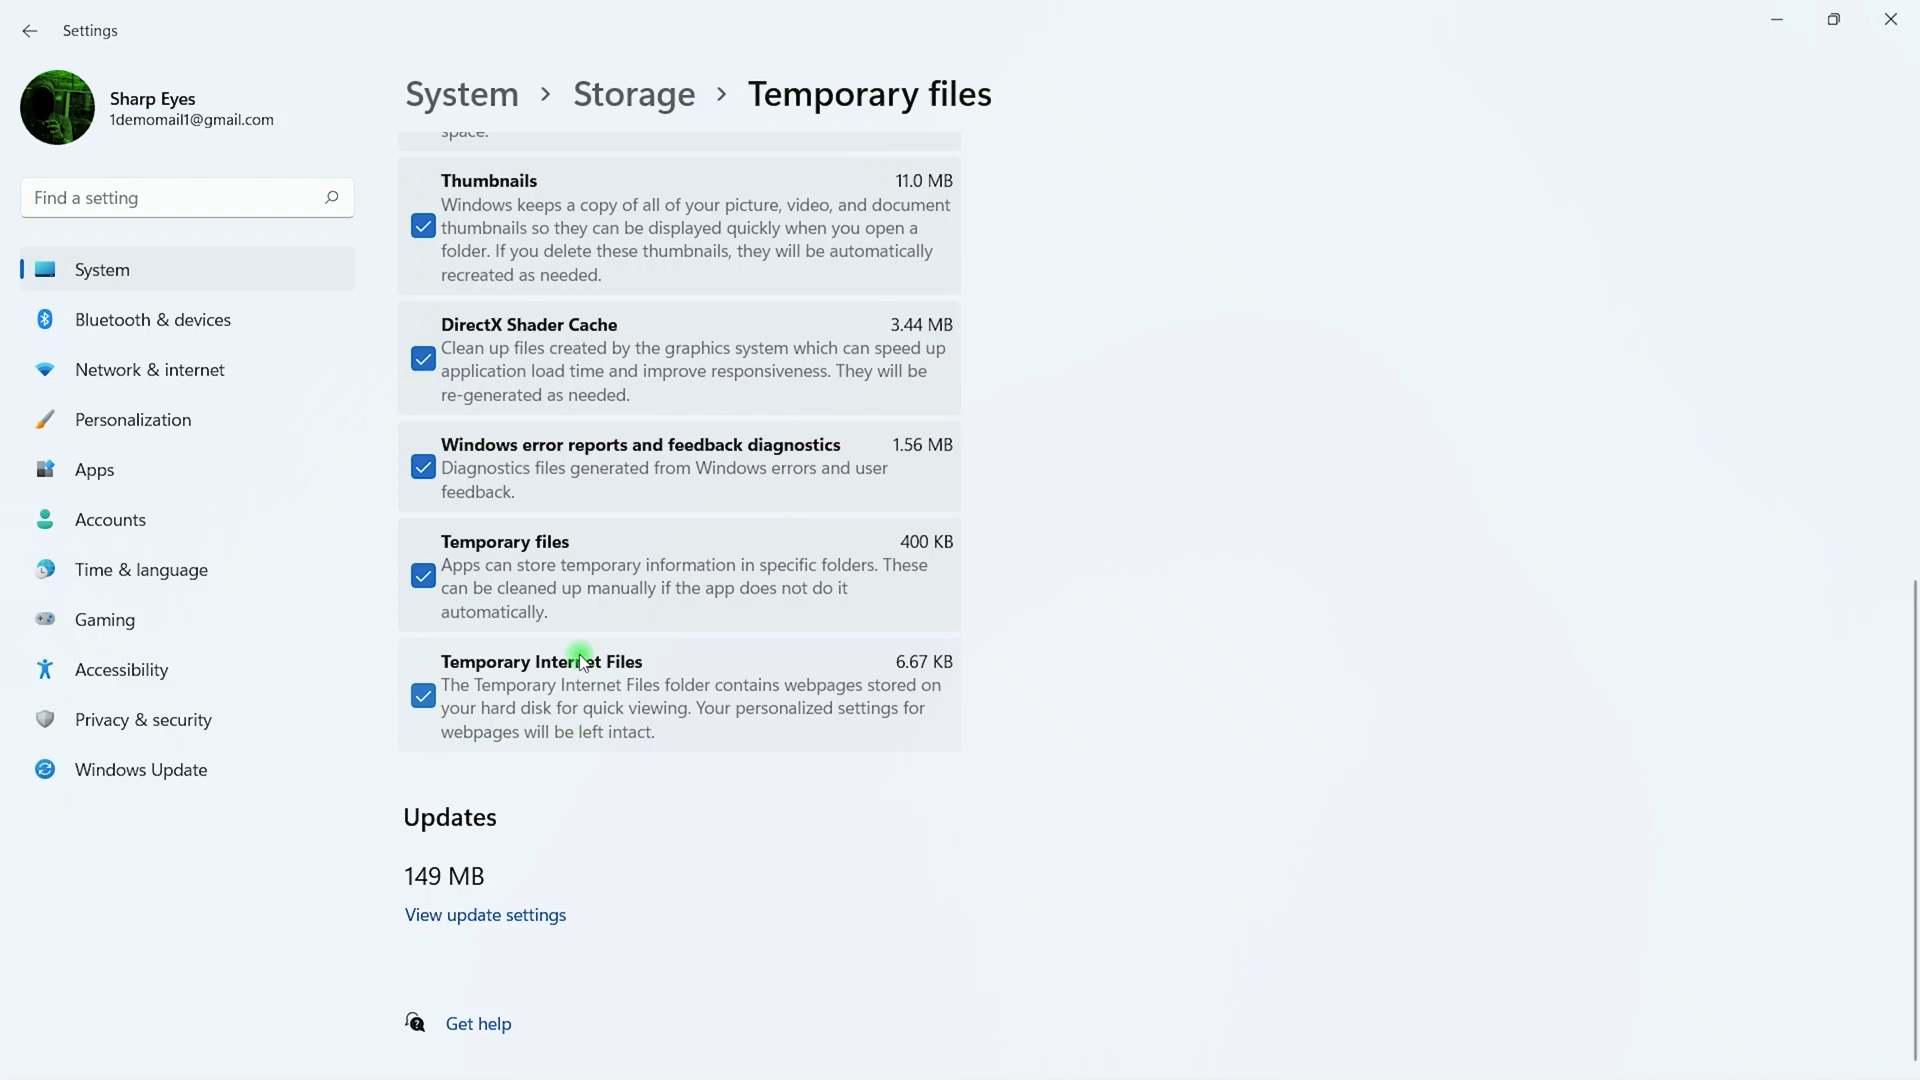 Settings
Sharp Eyes
1demomail1@gmail.com
Find a setting
System
Bluetooth & devices
Network & internet
Personalization
Apps
Accounts
Time & language
Gaming
Accessibility
Privacy & security
Windows Update
System > Storage > Temporary files
space.
Thumbnails 11.0 MB
Windows keeps a copy of all of your picture, video, and document
thumbnails so they can be displayed quickly when you open a
folder. If you delete these thumbnails, they will be automatically
recreated as needed.
DirectX Shader Cache 3.44 MB
Clean up files created by the graphics system which can speed up
application load time and improve responsiveness. They will be
re-generated as needed.
Windows error reports and feedback diagnostics 1.56 MB
Diagnostics files generated from Windows errors and user
feedback.
Temporary files 400 KB
Apps can store temporary information in specific folders. These
can be cleaned up manually if the app does not do it
automatically.
Temporary Internet Files 6.67 KB
The Temporary Internet Files folder contains webpages stored on
your hard disk for quick viewing. Your personalized settings for
webpages will be left intact.
Updates
149 MB
View update settings
Get help